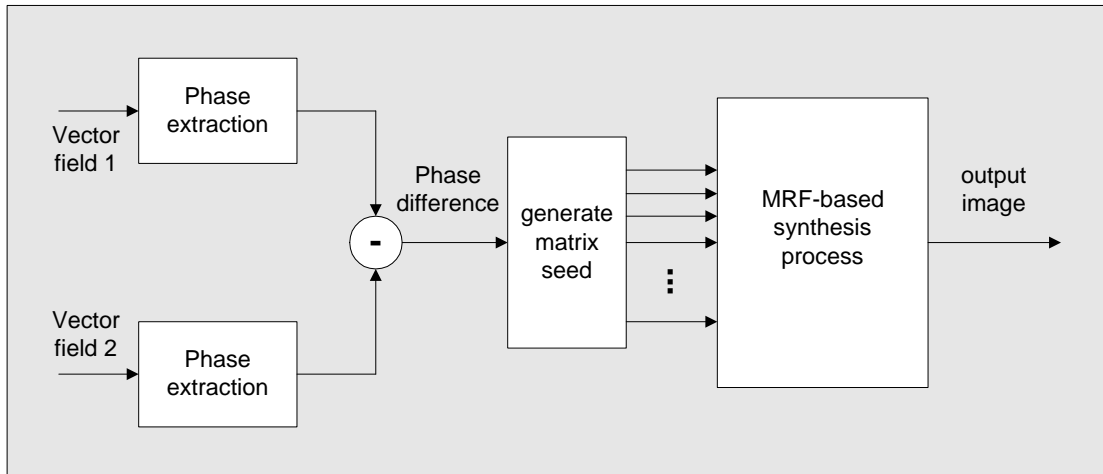 Phase
extraction
Vector
field 1
Phase
difference
-
generate
matrix
seed
...
MRF-based
synthesis
process
output
image
Vector
field 2
Phase
extraction